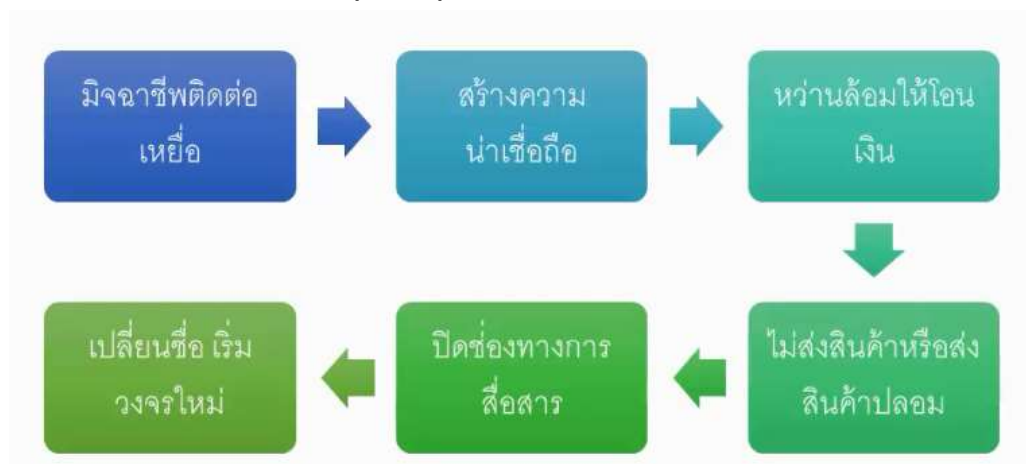 มิจฉาชีพติดต่อ
เหยื่อ
สร้างความ
น่าเชื่อถือ
หว่านล้อมให้โอน
เงิน
ไม่ส่งสินค้าหรือส่ง
สินค้าปลอม
ปิดช่องทางการ
สื่อสาร
เปลี่ยนชื่อ เริ่ม
วงจรใหม่